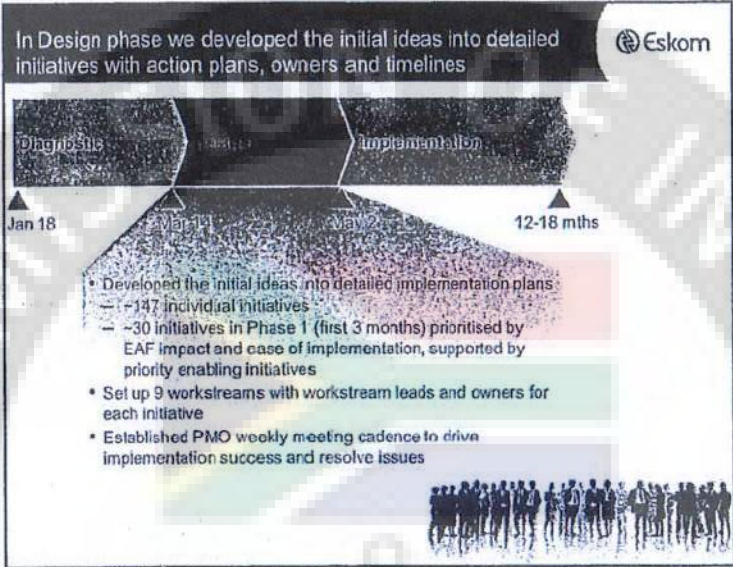 In Design phase we developed the initial ideas into detailed
initiatives with action plans, owners and timelines
Eskom
Diagnostic
Implementation
Jan 18
12-18 mths
• Developed the initial ideas into detailed implementation plans
– ~147 individual initiatives
– ~30 initiatives in Phase 1 (first 3 months) prioritised by
EAF impact and ease of implementation, supported by
priority enabling initiatives
• Set up 9 workstreams with workstream leads and owners for
each initiative
• Established PMO weekly meeting cadence to drive
implementation success and resolve issues